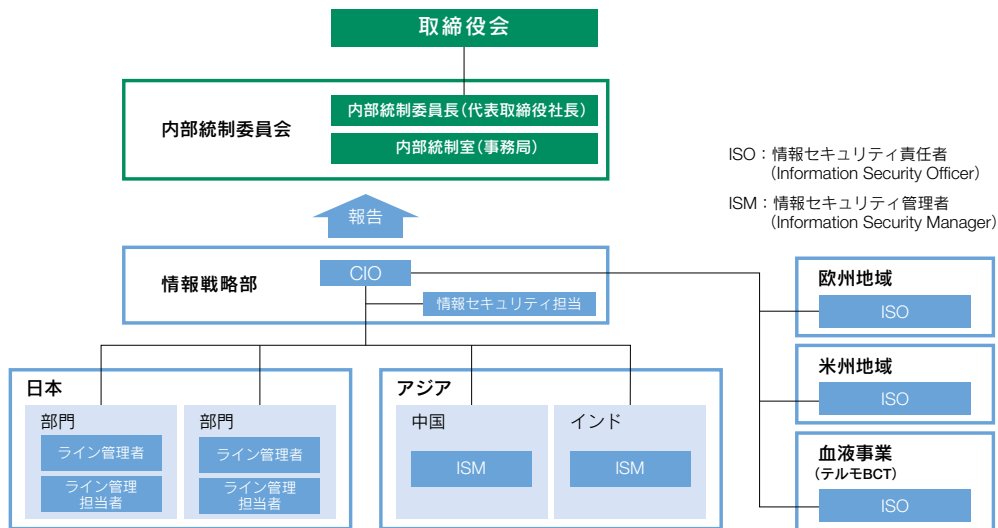 取締役会
内部統制委員会
内部統制委員長（代表取締役社長）
内部統制室（事務局）
ISO：情報セキュリティ責任者
（Information Security Officer）
ISM：情報セキュリティ管理者
（Information Security Manager）
報告
情報戦略部
CIO
情報セキュリティ担当
欧州地域
ISO
米州地域
ISO
血液事業
（テルモBCT）
ISO
日本
部門
ライン管理者
ライン管理
担当者
部門
ライン管理者
ライン管理
担当者
アジア
中国
ISM
インド
ISM